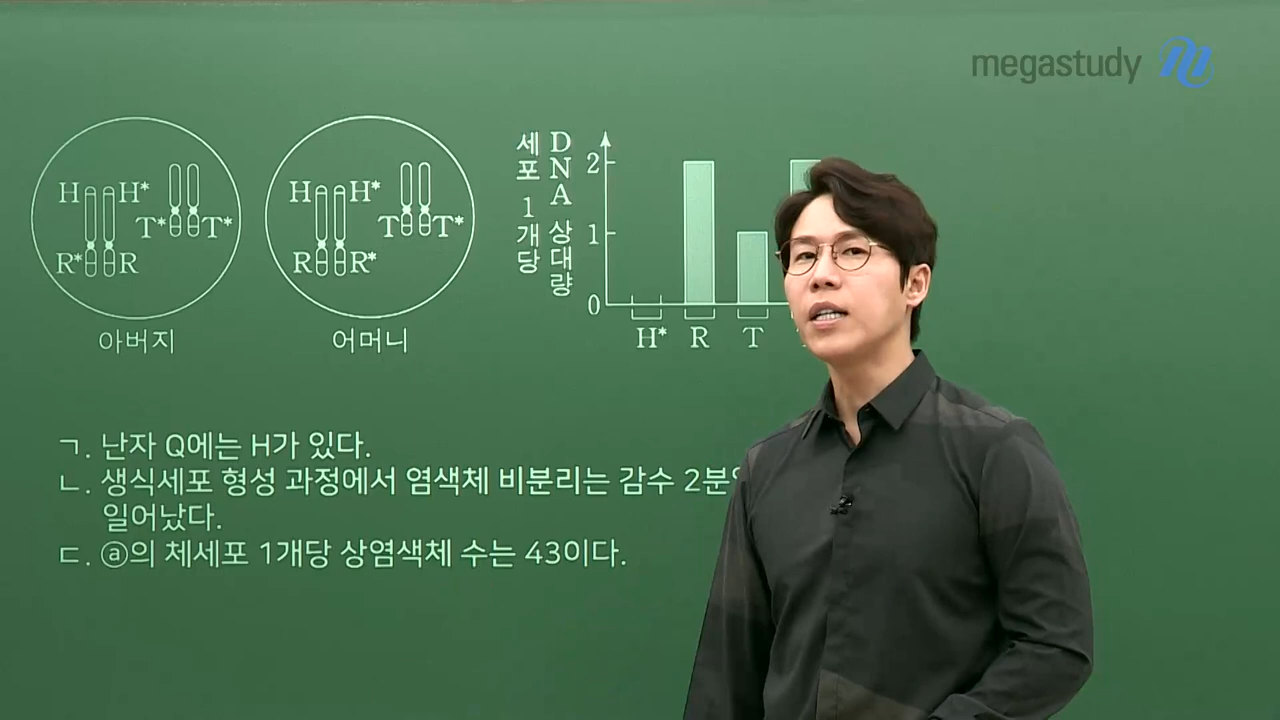 megastudy
H H*
T* T*
R* R
아버지
H H*
T T*
R R*
어머니
세포 1개당
DNA 상대량
2
1
0
H* R T
ㄱ. 난자 Q에는 H가 있다.
ㄴ. 생식세포 형성 과정에서 염색체 비분리는 감수
일어났다.
ㄷ. ⓐ의 체세포 1개당 상염색체 수는 43이다.